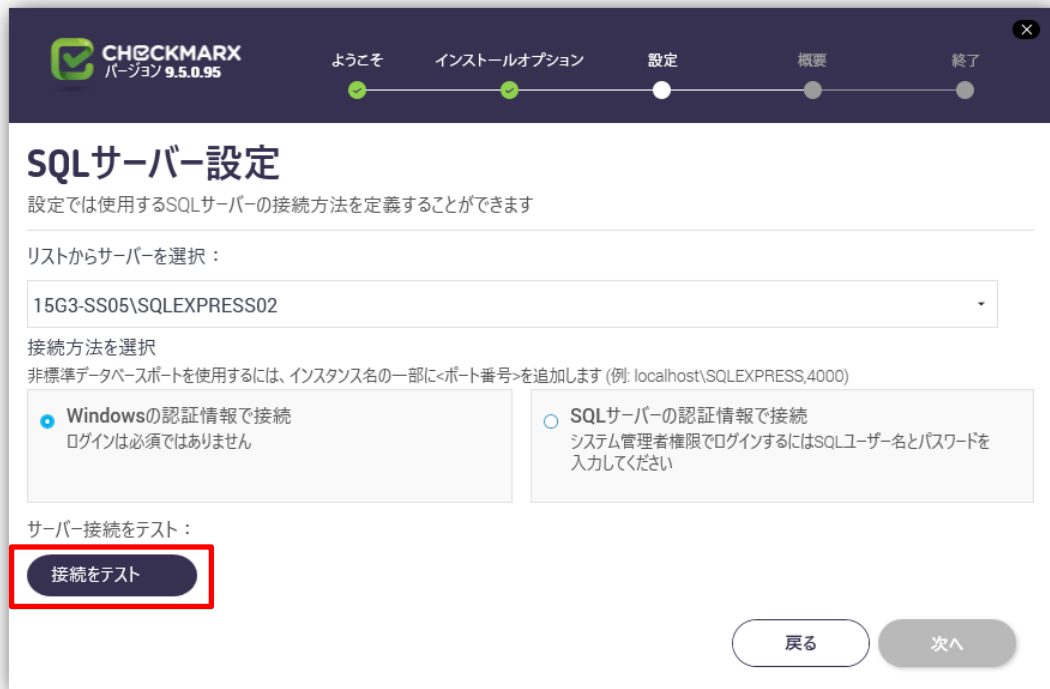 CHECKMARX
バージョン 9.5.0.95
ようこそ
インストールオプション
設定
概要
終了
SQLサーバー設定
設定では使用するSQLサーバーの接続方法を定義することができます
リストからサーバーを選択：
15G3-SS05\SQLEXPRESS02
接続方法を選択
非標準データベースポートを使用するには、インスタンス名の一部に<ポート番号>を追加します (例: localhost\SQLEXPRESS,4000)
Windowsの認証情報で接続
ログインは必須ではありません
SQLサーバーの認証情報で接続
システム管理者権限でログインするにはSQLユーザー名とパスワードを
入力してください
サーバー接続をテスト：
接続をテスト
戻る
次へ